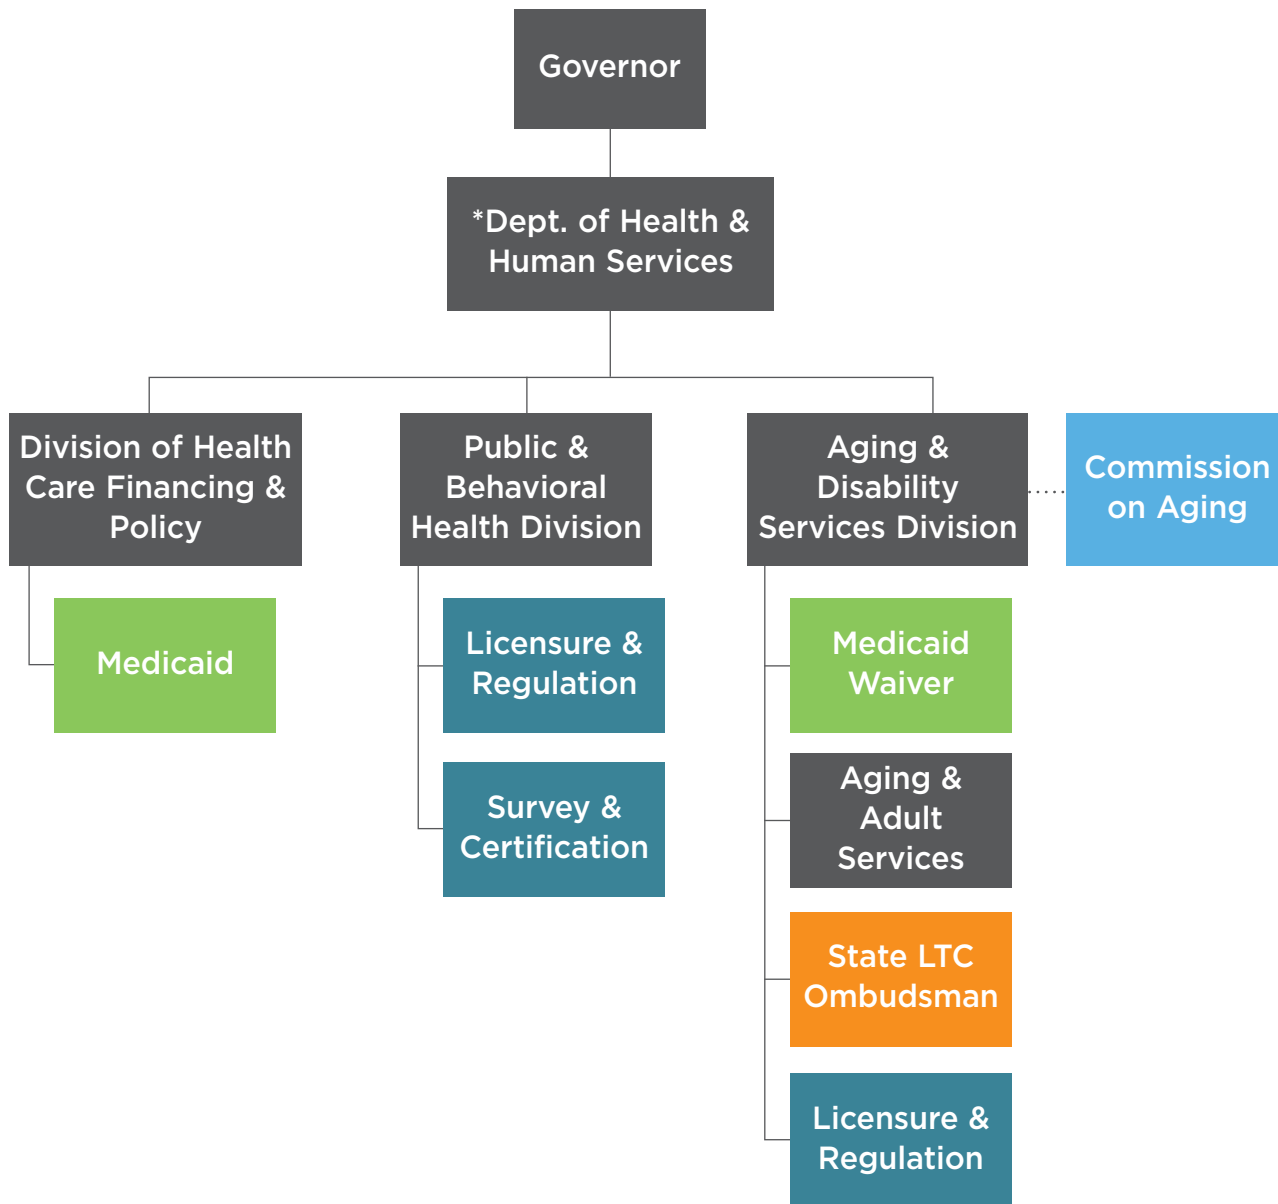 Governor
*Dept. of Health &
Human Services
Division of Health
Care Financing &
Policy
Public &
Behavioral
Health Division
Aging &
Disability
Services Division
Commission
on Aging
Medicaid
Licensure &
Regulation
Survey &
Certification
Medicaid
Waiver
Aging &
Adult
Services
State LTC
Ombudsman
Licensure &
Regulation